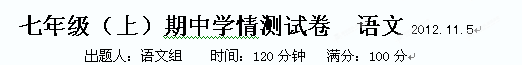 七年级（上）期中学情测试卷 语文 2012.11.5
出题人：语文组 时间：120分钟 满分：100分